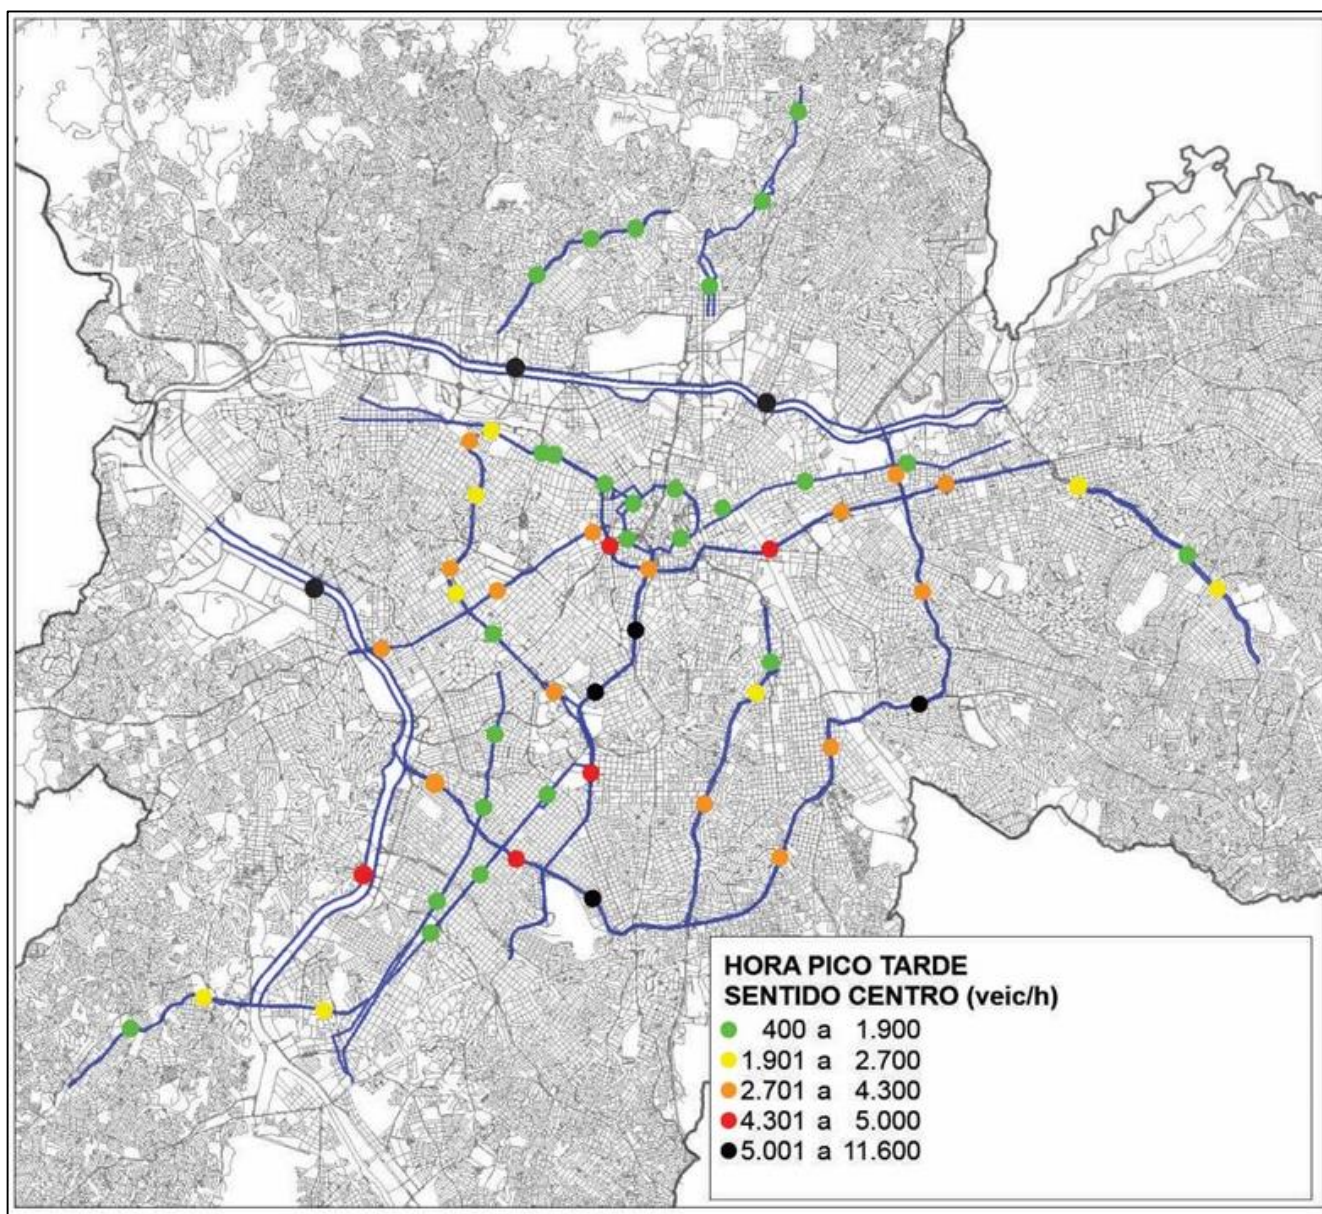 HORA PICO TARDE
SENTIDO CENTRO (veic/h)
400 a 1.900
1.901 a 2.700
2.701 a 4.300
4.301 a 5.000
5.001 a 11.600